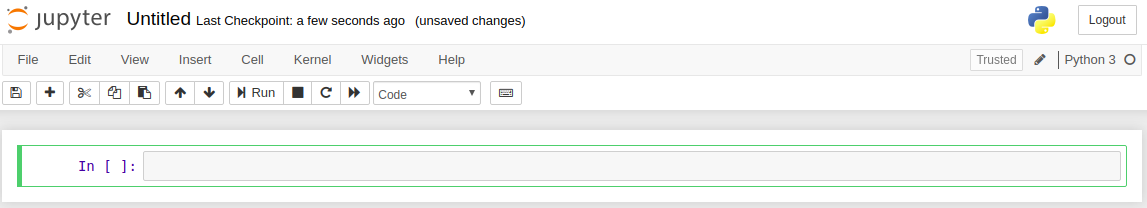 jupyter Untitled Last Checkpoint: a few seconds ago (unsaved changes) Logout
File Edit View Insert Cell Kernel Widgets Help Trusted Python 3
Run Code
In [ ]: